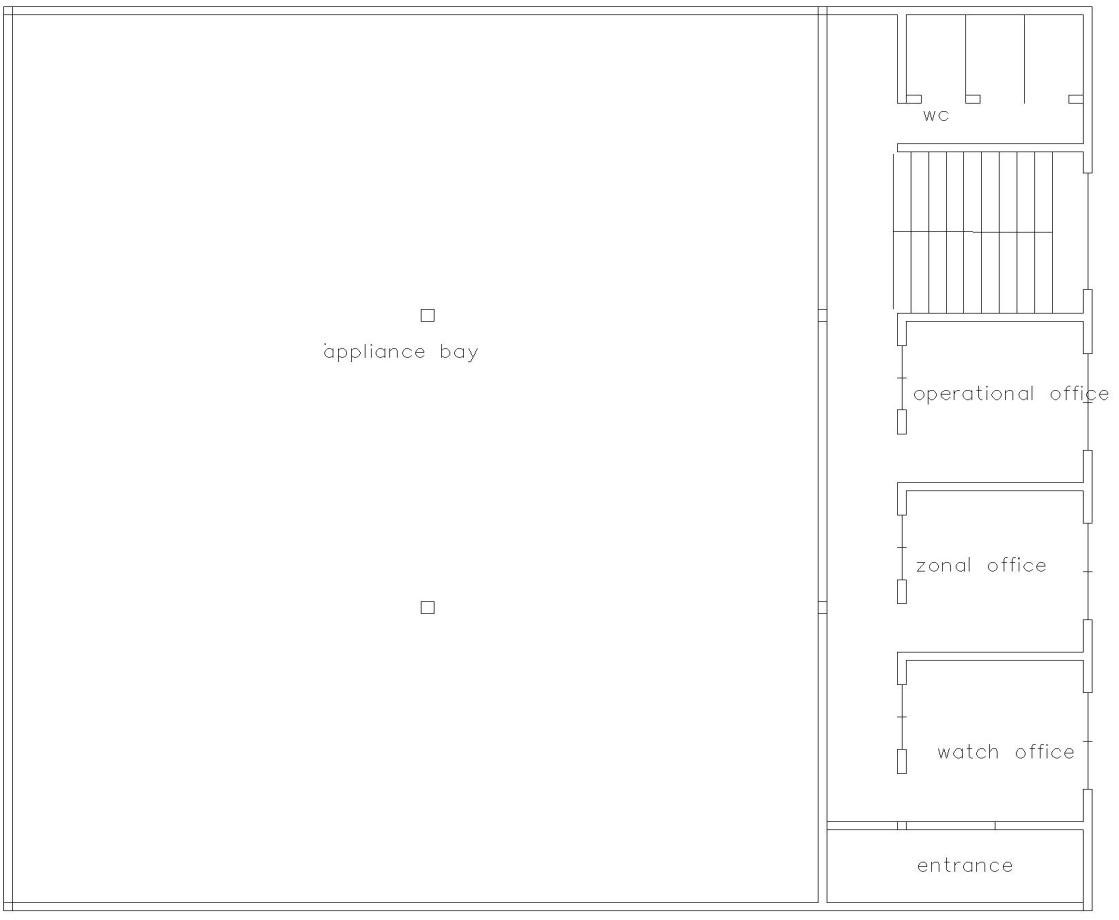 wc
appliance bay
operational office
zonal office
watch office
entrance